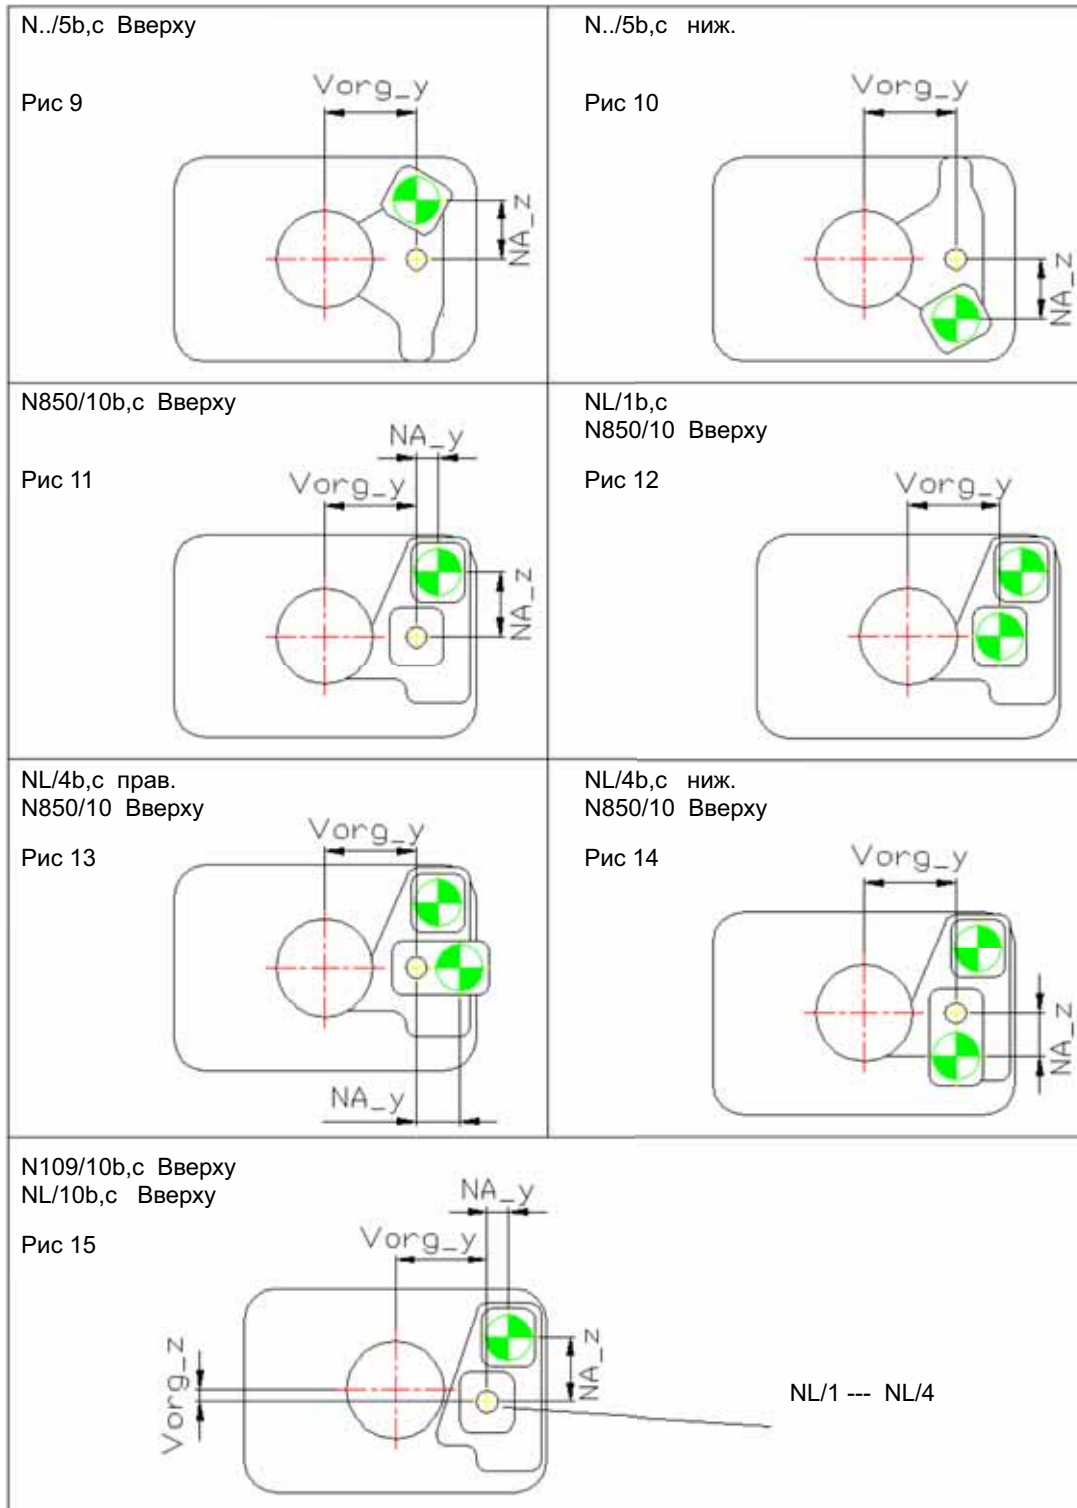 N../5b,c Вверху
Рис 9
Vorg_y
NA_z
N../5b,c ниж.
Рис 10
Vorg_y
NA_z
N850/10b,c Вверху
Рис 11
NA_y
Vorg_y
NA_z
NL/1b,c
N850/10 Вверху
Рис 12
Vorg_y
NL/4b,c прав.
N850/10 Вверху
Рис 13
Vorg_y
NA_y
NL/4b,c ниж.
N850/10 Вверху
Рис 14
Vorg_y
NA_z
N109/10b,c Вверху
NL/10b,c Вверху
Рис 15
NA_y
Vorg_y
Vorg_z
NA_z
NL/1 --- NL/4